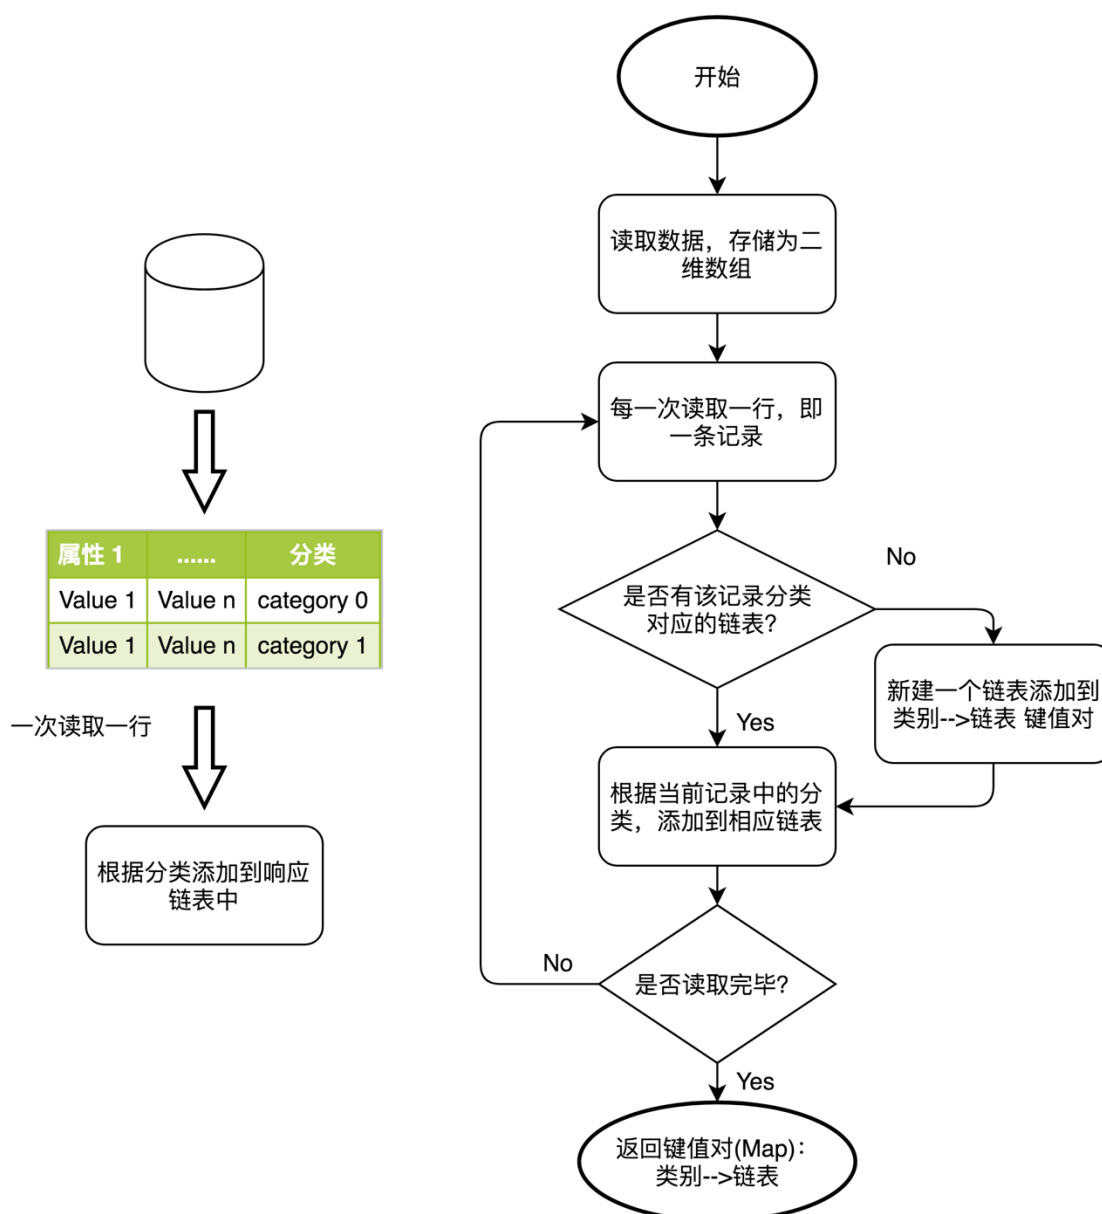 属性 1 ...... 分类
Value 1 Value n category 0
Value 1 Value n category 1
一次读取一行
根据分类添加到响应
链表中
开始
读取数据，存储为二
维数组
每一次读取一行，即
一条记录
是否有该记录分类
对应的链表？
No
新建一个链表添加到
类别-->链表 键值对
Yes
根据当前记录中的分
类，添加到相应链表
是否读取完毕？
No
Yes
返回键值对(Map)：
类别-->链表